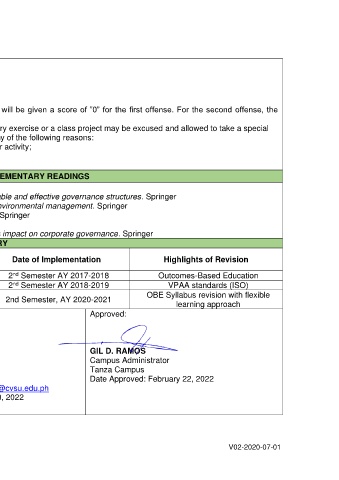 will be given a score of "0" for the first offense. For the second offense, the
ry exercise or a class project may be excused and allowed to take a special
y of the following reasons:
r activity;
EMENTARY READINGS
ble and effective governance structures. Springer
nvironmental management. Springer
Springer
s impact on corporate governance. Springer
RY
Date of Implementation Highlights of Revision
2nd Semester AY 2017-2018 Outcomes-Based Education
2nd Semester AY 2018-2019 VPAA standards (ISO)
2nd Semester, AY 2020-2021 OBE Syllabus revision with flexible
learning approach
Approved:
GIL D. RAMOS
Campus Administrator
Tanza Campus
Date Approved: February 22, 2022
@cvsu.edu.ph
, 2022
V02-2020-07-01